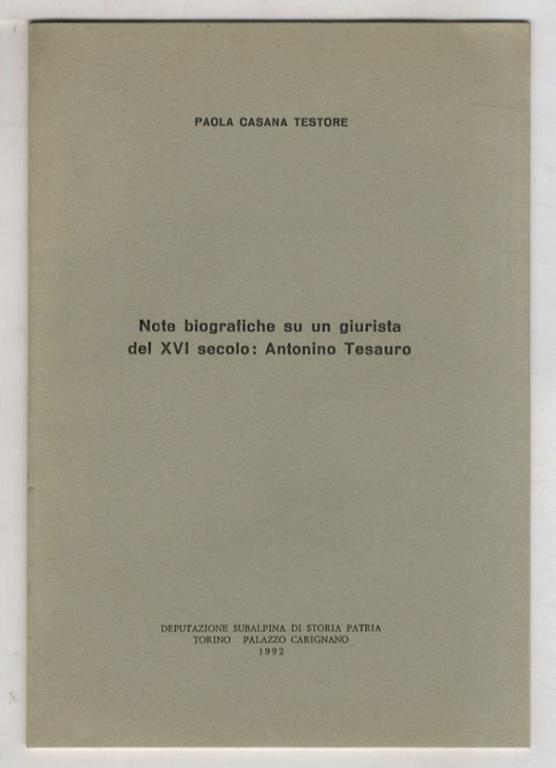 PAOLA CASANA TESTORE
Note biografiche su un giurista
del XVI secolo: Antonino Tesauro
DEPUTAZIONE SUBALPINA DI STORIA PATRIA
TORINO PALAZZO CARIGNANO
1992